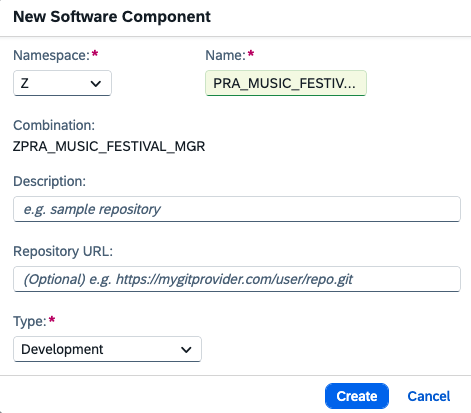 New Software Component
Namespace:* Name:*
Z PRA_MUSIC_FESTIV...
Combination:
ZPRA_MUSIC_FESTIVAL_MGR
Description:
e.g. sample repository
Repository URL:
(Optional) e.g. https://mygitprovider.com/user/repo.git
Type:*
Development
Create Cancel